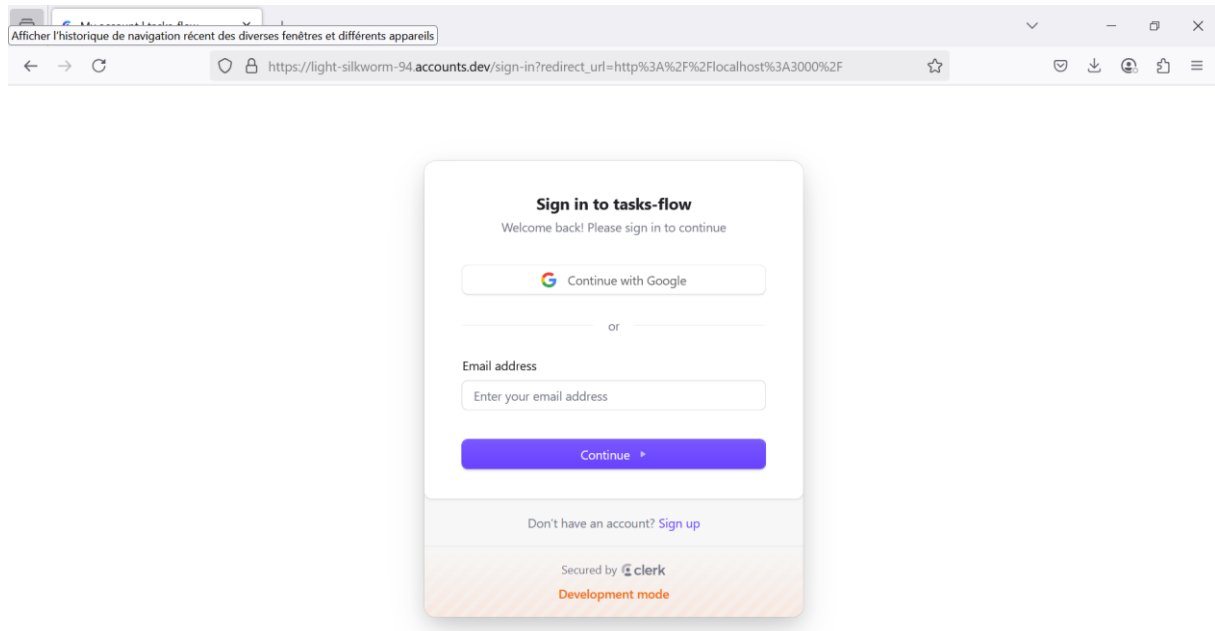 Afficher l'historique de navigation récent des diverses fenêtres et différents appareils
https://light-silkworm-94.accounts.dev/sign-in?redirect_url=http%3A%2F%2Flocalhost%3A3000%2F
Sign in to tasks-flow
Welcome back! Please sign in to continue
Continue with Google
or
Email address
Enter your email address
Continue
Don't have an account? Sign up
Secured by clerk
Development mode